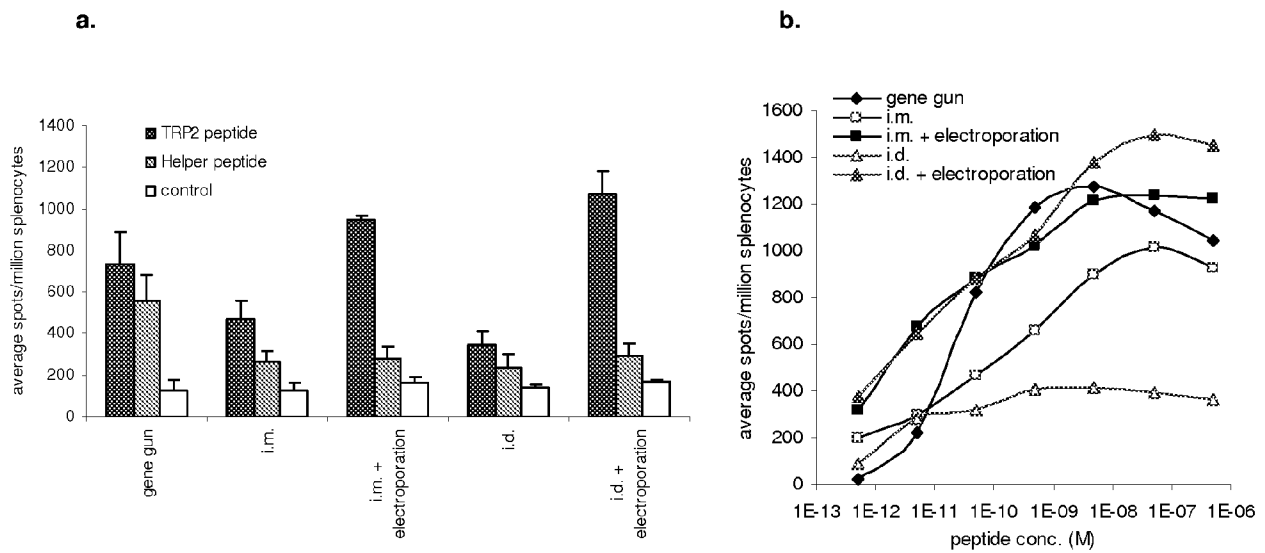 a.
average spots/million splenocytes
1400
1200
1000
800
600
400
200
0
TRP2 peptide
Helper peptide
control
gene gun
i.m.
i.m. +
electroporation
i.d.
i.d. +
electroporation
b.
average spots/million splenocytes
1600
1400
1200
1000
800
600
400
200
0
gene gun
i.m.
i.m. + electroporation
i.d.
i.d. + electroporation
1E-13 1E-12 1E-11 1E-10 1E-09 1E-08 1E-07 1E-06
peptide conc. (M)